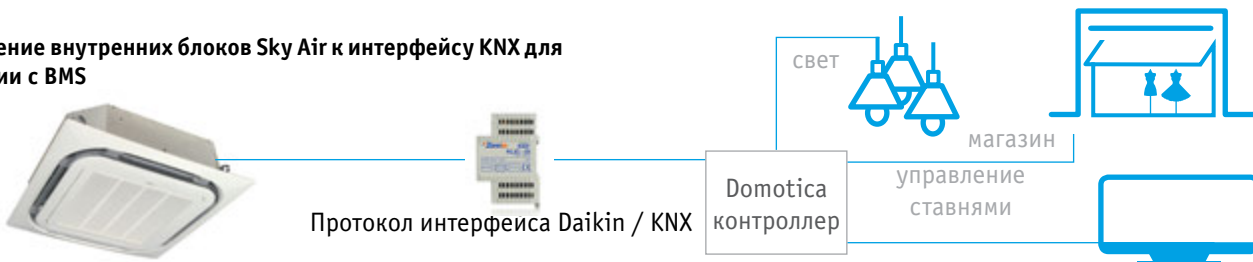 ение внутренних блоков Sky Air к интерфейсу KNX для
ии с BMS
свет
магазин
управление
ставнями
Domotica
контроллер
Протокол интерфейса Daikin / KNX